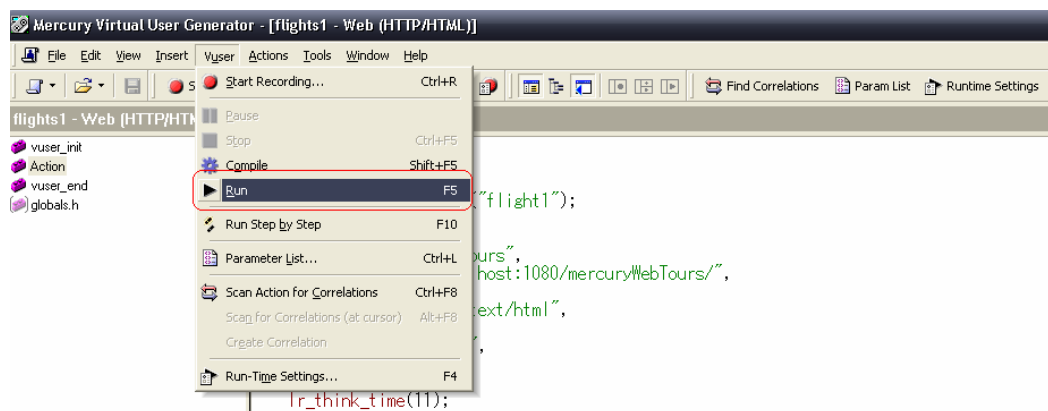 Mercury Virtual User Generator - [flights1 - Web (HTTP/HTML)]
File Edit View Insert Vuser Actions Tools Window Help
S Find Correlations Param List Runtime Settings
flights1 - Web (HTTP/HTM
vuser_init
Action
vuser_end
globals.h
Start Recording... Ctrl+R
Pause
Stop Ctrl+F5
Compile Shift+F5
Run F5
Run Step by Step F10
Parameter List... Ctrl+L
Scan Action for Correlations Ctrl+F8
Scan for Correlations (at cursor) Alt+F8
Create Correlation
Run-Time Settings... F4
("flight1");
ours",
host:1080/mercuryWebTours/",
ext/html",
",
lr_think_time(11);